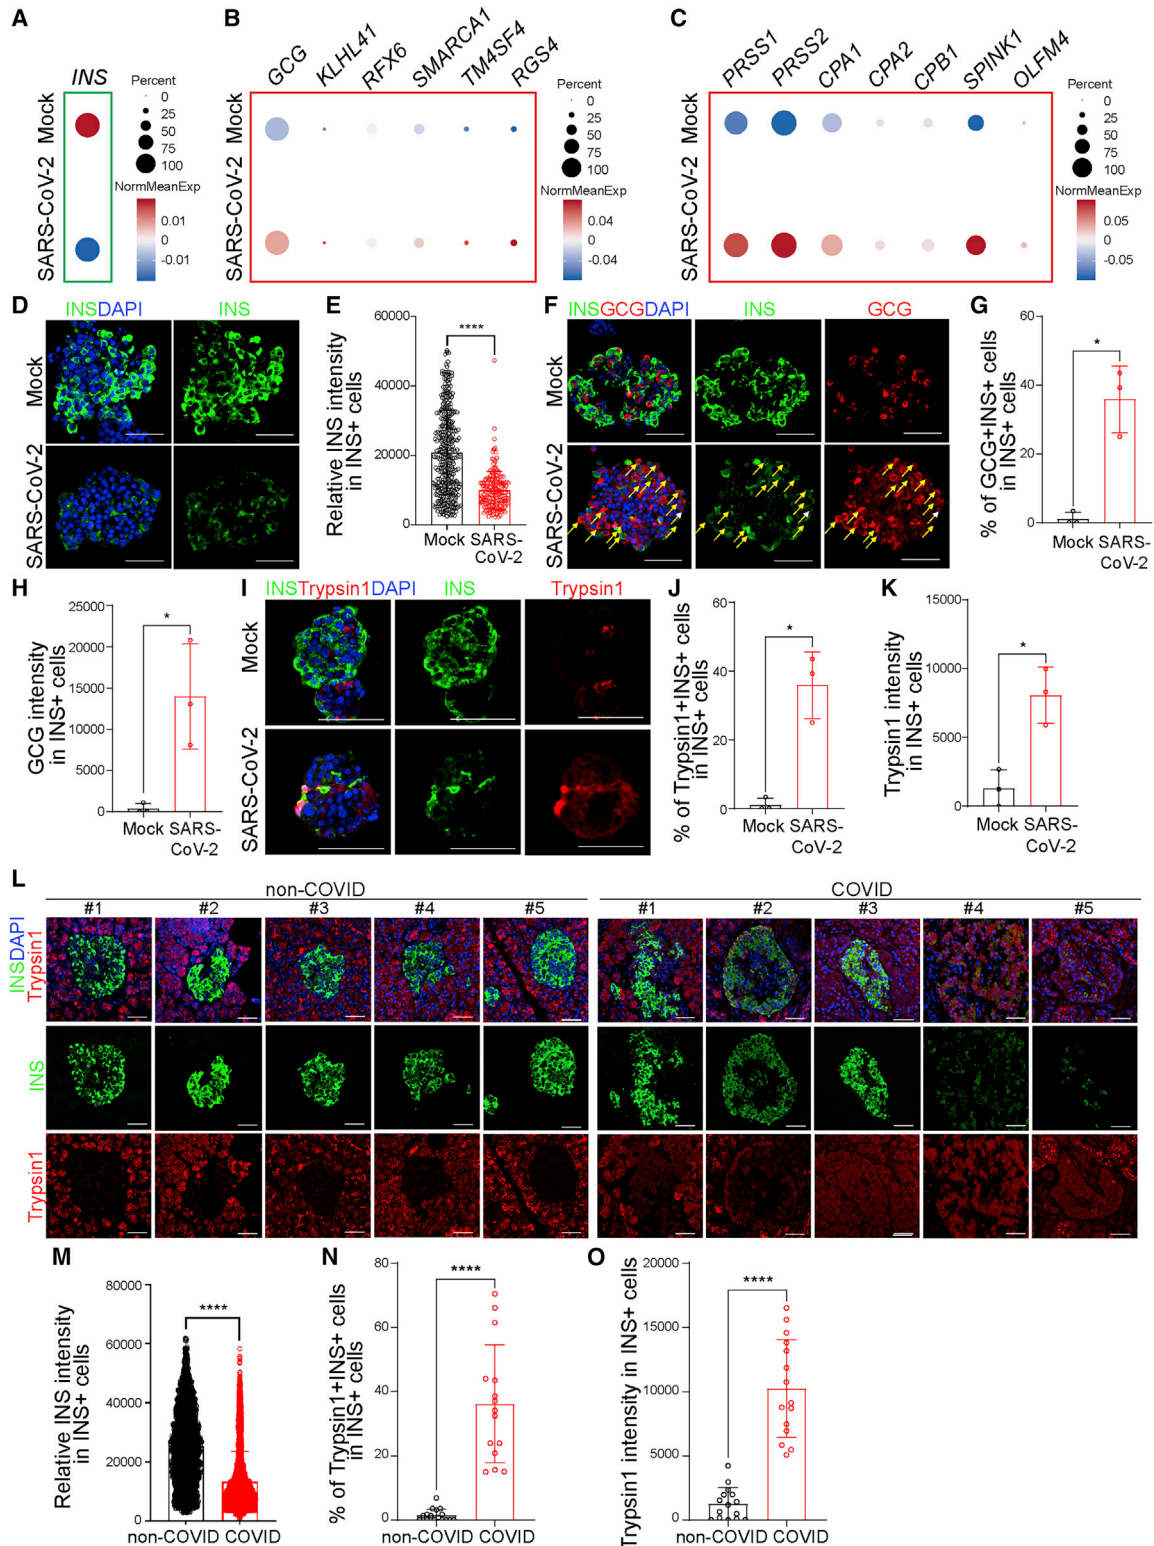 A
INS
Mock
SARS-CoV-2
Percent
0
25
50
75
100
NormMeanExp
0.01
0
-0.01
B
GCG
KLHL41
RFX6
SMARCA1
TM4SF4
RGS4
Mock
SARS-CoV-2
Percent
0
25
50
75
100
NormMeanExp
0.04
0
-0.04
C
PRSS1
PRSS2
CPA1
CPA2
CPB1
SPINK1
OLFM4
Mock
SARS-CoV-2
Percent
0
25
50
75
100
NormMeanExp
0.05
0
-0.05
D
INSDAPI
INS
Mock
SARS-CoV-2
E
Relative INS intensity
in INS+ cells
60000
40000
20000
0
****
Mock
SARS-
CoV-2
F
INSGCGDAPI
INS
GCG
Mock
SARS-CoV-2
G
% of GCG+INS+ cells
in INS+ cells
60
40
20
0
*
Mock
SARS-
CoV-2
H
GCG intensity
in INS+ cells
25000
20000
15000
10000
5000
0
*
Mock
SARS-
CoV-2
I
INSTrypsin1DAPI
INS
Trypsin1
Mock
SARS-CoV-2
J
% of Trypsin1+INS+ cells
in INS+ cells
60
40
20
0
*
Mock
SARS-
CoV-2
K
Trypsin1 intensity
in INS+ cells
15000
10000
5000
0
*
Mock
SARS-
CoV-2
L
non-COVID
COVID
#1 #2 #3 #4 #5 #1 #2 #3 #4 #5
INSDAPI
Trypsin1
INS
Trypsin1
M
Relative INS intensity
in INS+ cells
80000
60000
40000
20000
0
****
non-COVID COVID
N
% of Trypsin1+INS+ cells
in INS+ cells
80
60
40
20
0
****
non-COVID COVID
O
Trypsin1 intensity in INS+ cells
20000
15000
10000
5000
0
****
non-COVID COVID